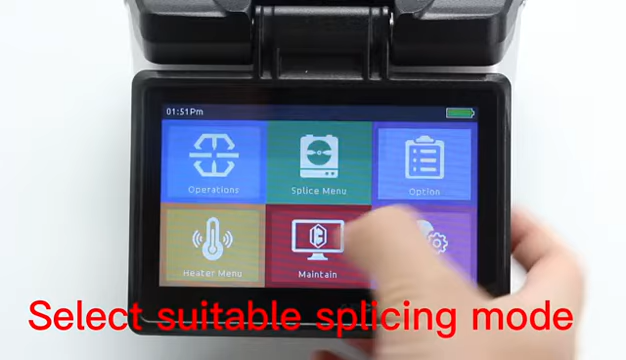 01:51Pm
Operations
Splice Menu
Option
Heater Menu
Maintain
Select suitable splicing mode